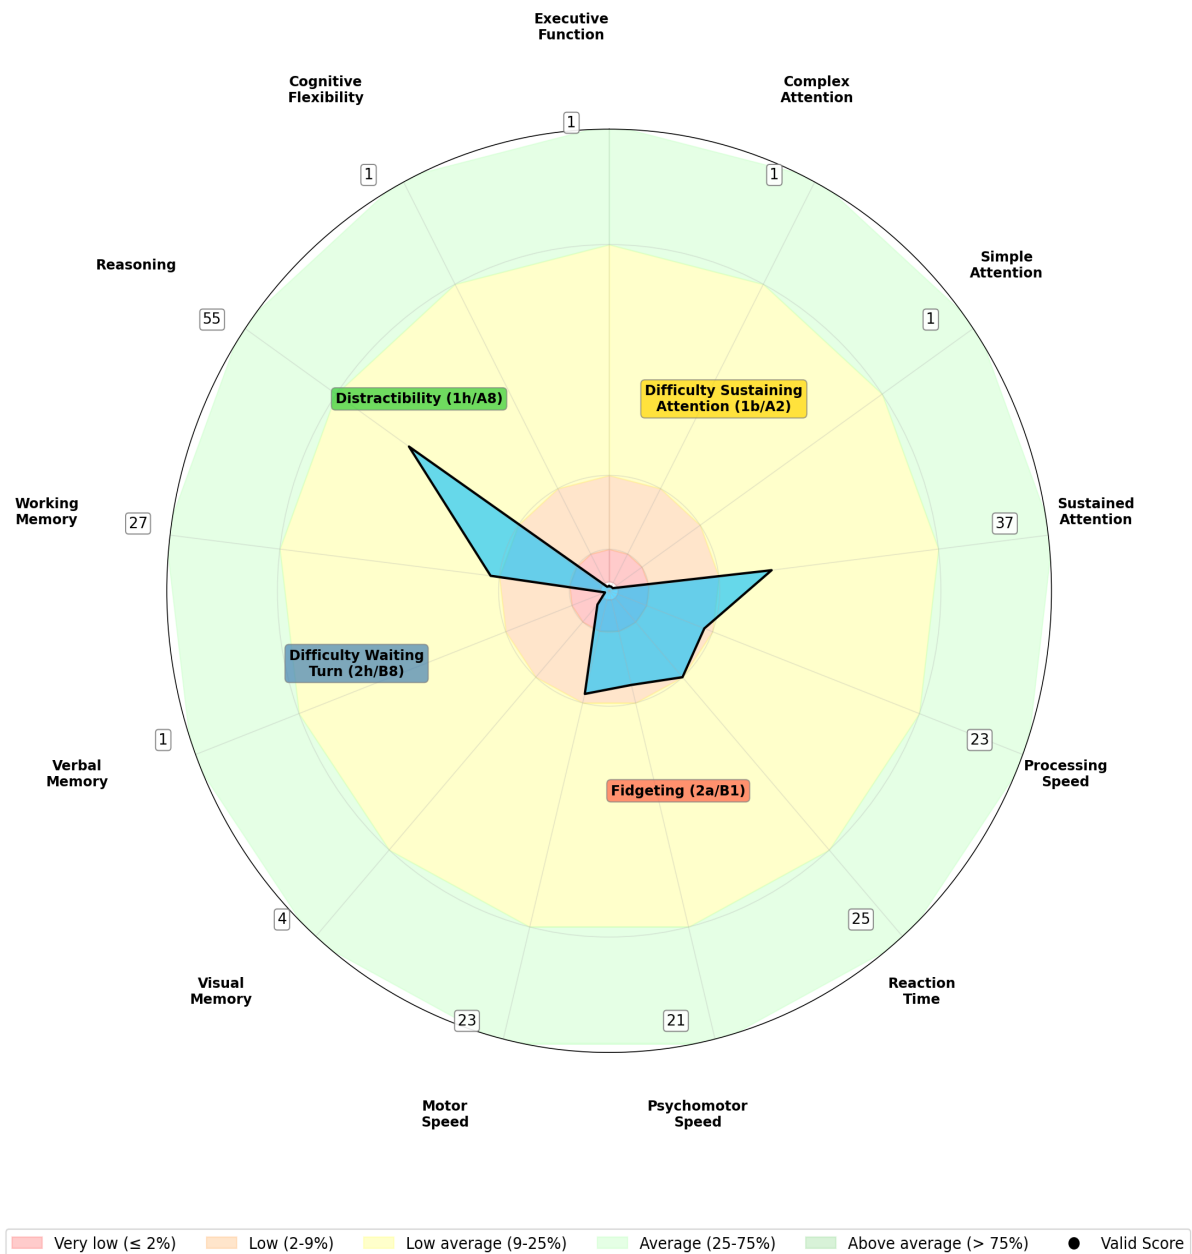 Executive
Function
Cognitive
Flexibility
Complex
Attention
1
1
1
Reasoning
Simple
Attention
55
1
Distractibility (1h/A8)
Difficulty Sustaining
Attention (1b/A2)
Working
Memory
27
37
Sustained
Attention
Difficulty Waiting
Turn (2h/B8)
1
23
Verbal
Memory
Processing
Speed
Fidgeting (2a/B1)
4
25
Visual
Memory
Reaction
Time
23
21
Motor
Speed
Psychomotor
Speed
Very low (≤ 2%)
Low (2-9%)
Low average (9-25%)
Average (25-75%)
Above average (> 75%)
Valid Score